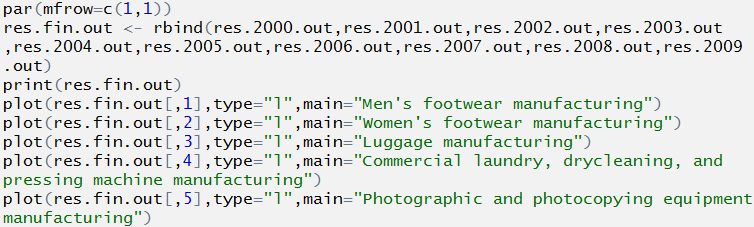 par(mfrow=c(1,1))
res.fin.out <- rbind(res.2000.out,res.2001.out,res.2002.out,res.2003.out
,res.2004.out,res.2005.out,res.2006.out,res.2007.out,res.2008.out,res.2009
.out)
print(res.fin.out)
plot(res.fin.out[,1],type="l",main="Men's footwear manufacturing")
plot(res.fin.out[,2],type="l",main="Women's footwear manufacturing")
plot(res.fin.out[,3],type="l",main="Luggage manufacturing")
plot(res.fin.out[,4],type="l",main="Commercial laundry, drycleaning, and
pressing machine manufacturing")
plot(res.fin.out[,5],type="l",main="Photographic and photocopying equipment
manufacturing")